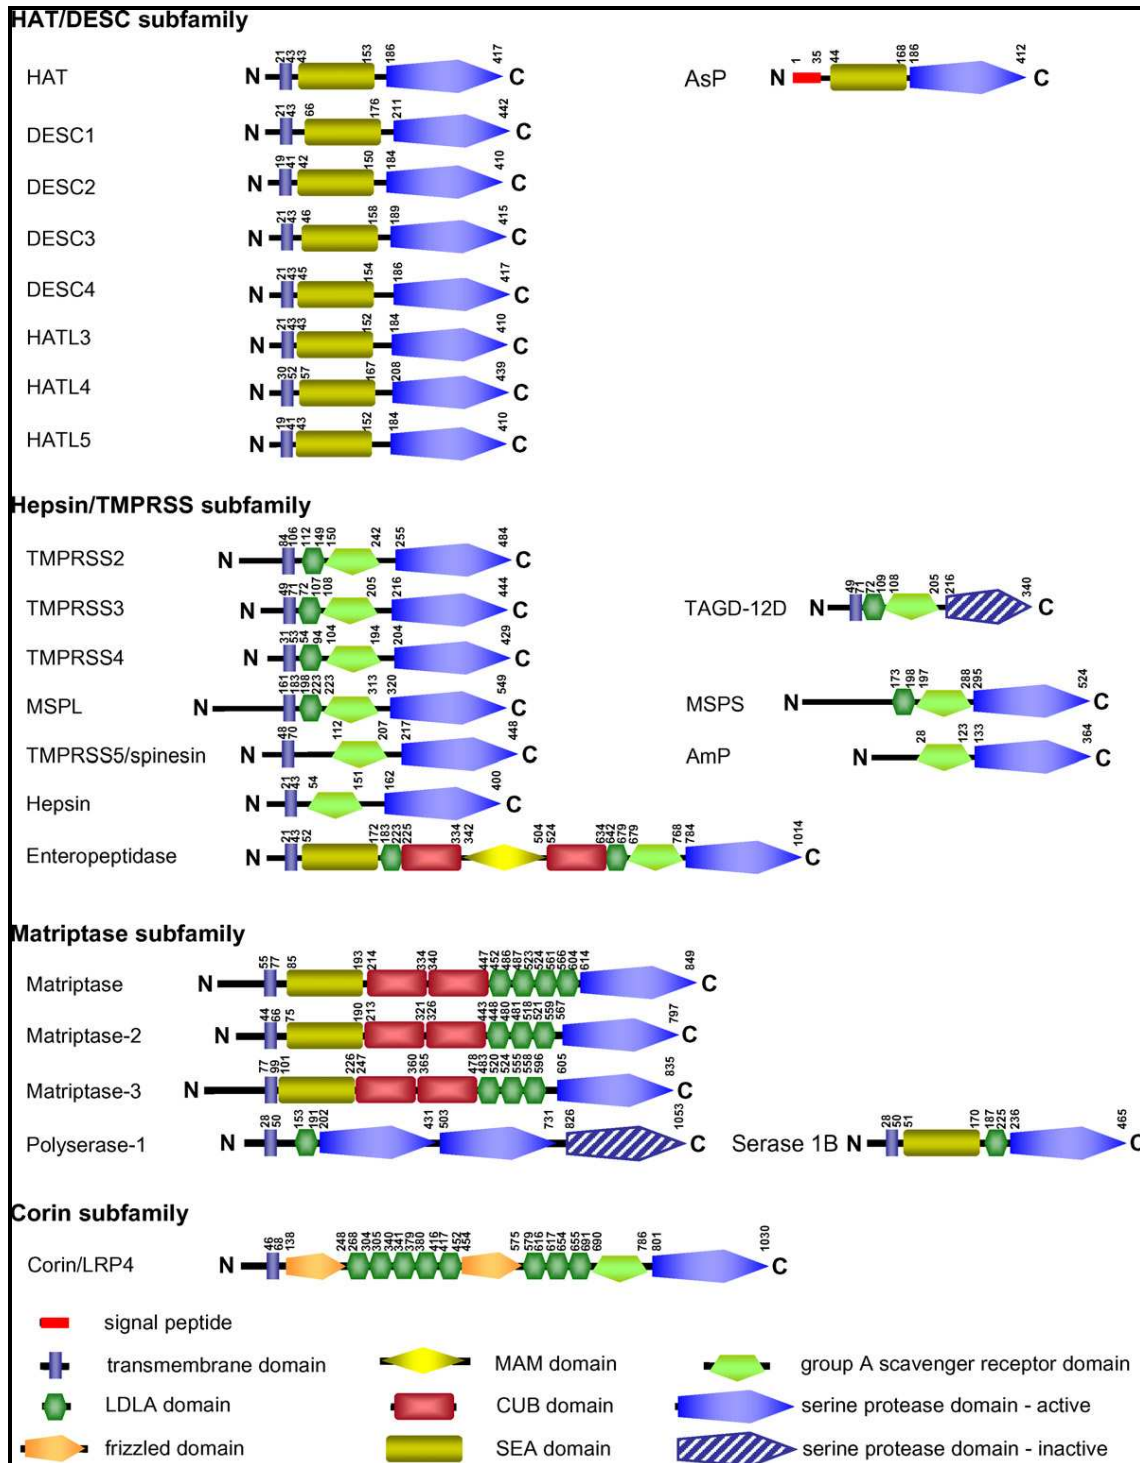 HAT/DESC subfamily
21 43 43 153 186 417
HAT N C
1 35 44 168 186 412
AsP N C
21 43 66 176 211 442
DESC1 N C
19 41 42 150 184 410
DESC2 N C
21 43 46 158 189 415
DESC3 N C
21 43 45 154 186 417
DESC4 N C
21 43 43 152 184 410
HATL3 N C
30 52 57 167 208 439
HATL4 N C
19 41 43 152 184 410
HATL5 N C
Hepsin/TMPRSS subfamily
84 106 112 149 150 242 255 484
TMPRSS2 N C
49 71 72 107 108 205 216 444
TMPRSS3 N C
49 71 72 109 108 205 216 340
TAGD-12D N C
31 53 54 94 104 194 204 429
TMPRSS4 N C
161 183 198 223 223 313 320 549
MSPL N C
173 198 197 288 295 524
MSPS N C
48 70 112 207 217 448
TMPRSS5/spinesin N C
28 123 133 364
AmP N C
21 43 54 151 162 400
Hepsin N C
21 43 52 172 183 223 225 334 342 504 524 634 642 679 679 768 784 1014
Enteropeptidase N C
Matriptase subfamily
55 77 85 193 214 334 340 447 452 486 487 523 524 561 566 604 614 849
Matriptase N C
44 66 75 190 213 321 326 443 448 480 481 518 521 559 567 797
Matriptase-2 N C
77 99 101 226 247 360 365 478 483 520 524 555 558 596 605 835
Matriptase-3 N C
28 50 153 191 202 431 503 731 826 1053
Polyserase-1 N C
28 50 51 170 187 225 236 465
Serase 1B N C
Corin subfamily
46 68 138 248 268 304 305 340 341 379 380 416 417 452 454 575 579 616 617 654 655 691 690 786 801 1030
Corin/LRP4 N C
signal peptide
transmembrane domain
MAM domain
group A scavenger receptor domain
LDLA domain
CUB domain
serine protease domain - active
frizzled domain
SEA domain
serine protease domain - inactive